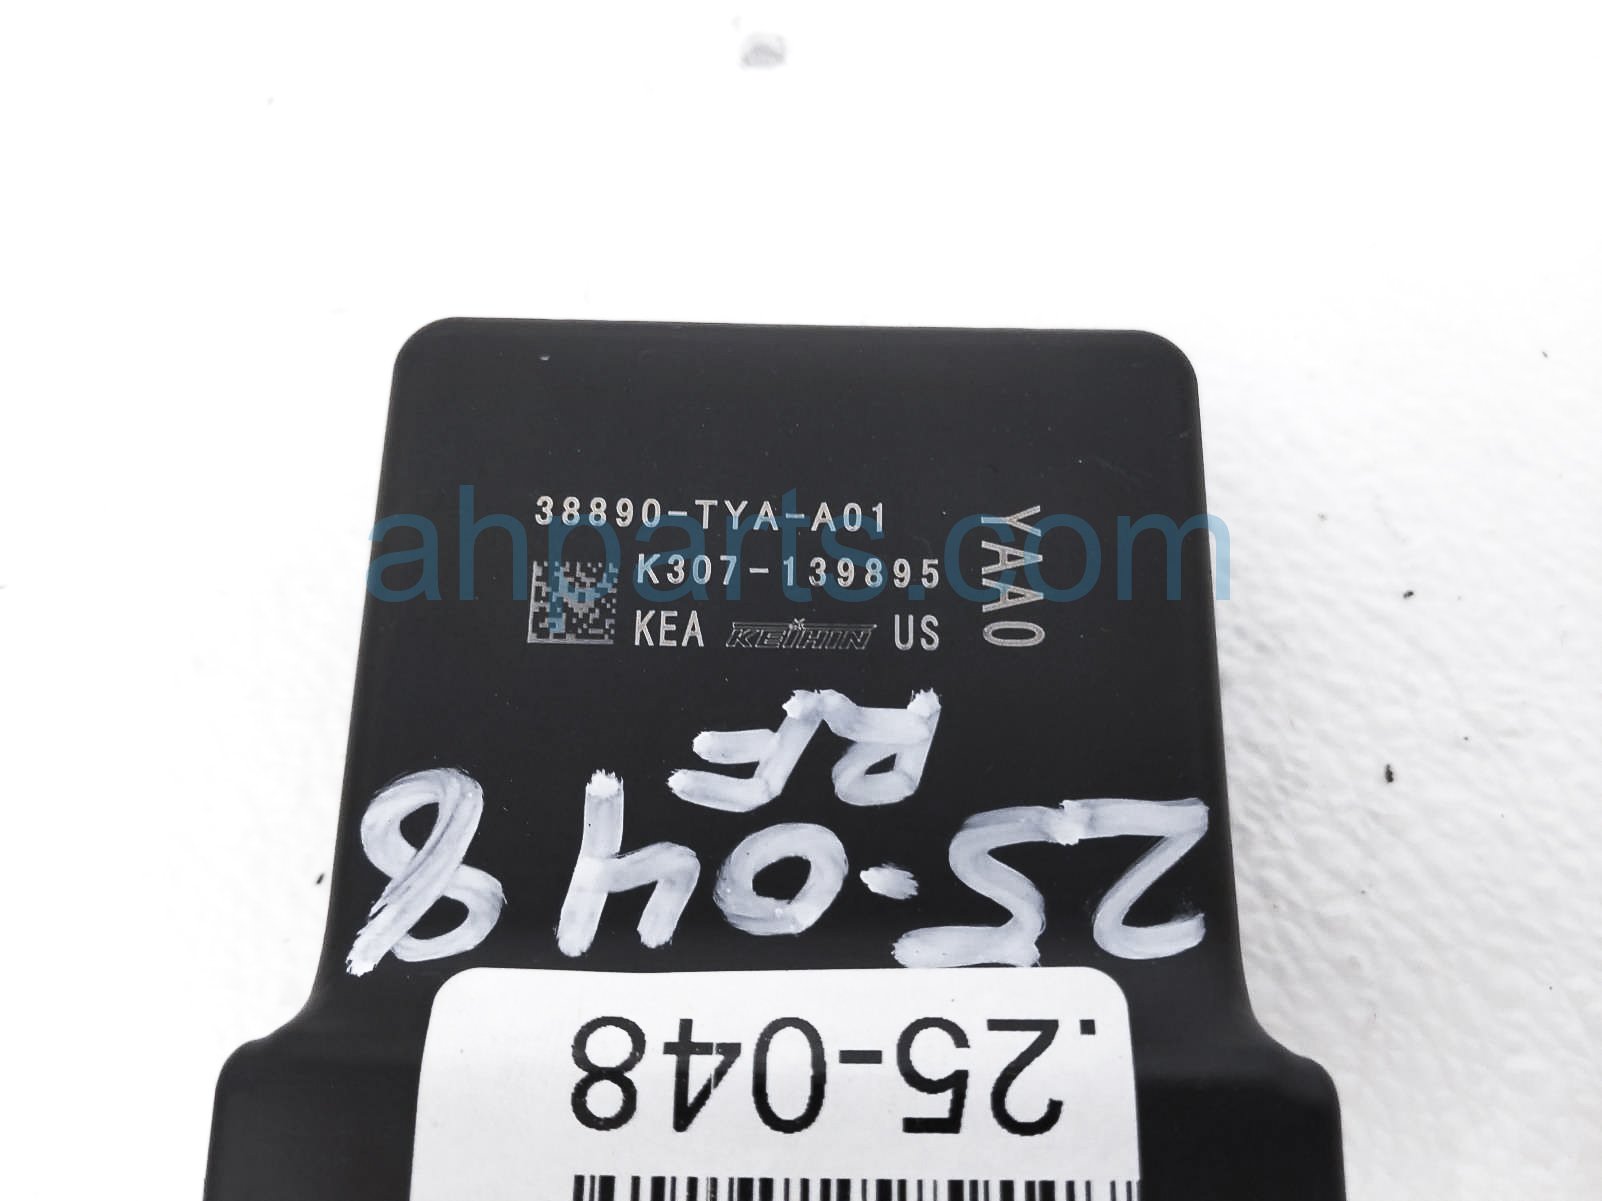 38890-TYA-A01
K307-139895
KEA KEIHIN US
YAA0
ahparts.com
RF
25-048
.25-048